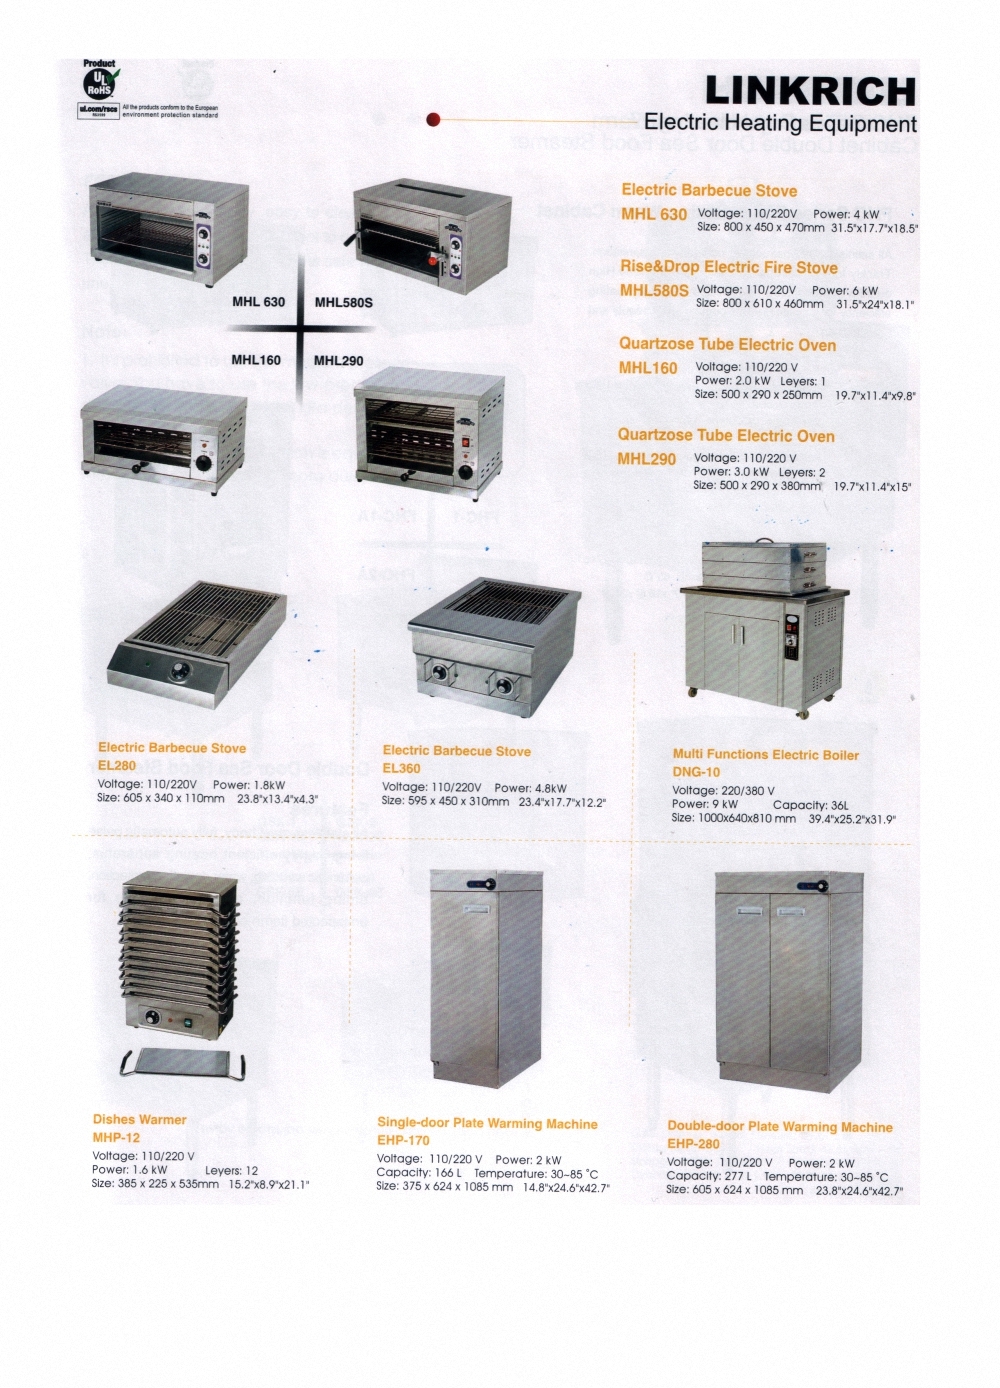 Product
UL
RoHS
ul.com/rscs
All the products conform to the European
environment protection standard
LINKRICH
Electric Heating Equipment
MHL 630
MHL580S
MHL160
MHL290
Electric Barbecue Stove
MHL 630 Voltage: 110/220V Power: 4 kW
Size: 800 x 450 x 470mm 31.5"x17.7"x18.5"
Rise&Drop Electric Fire Stove
MHL580S Voltage: 110/220V Power: 6 kW
Size: 800 x 610 x 460mm 31.5"x24"x18.1"
Quartzose Tube Electric Oven
MHL160 Voltage: 110/220 V
Power: 2.0 kW Leyers: 1
Size: 500 x 290 x 250mm 19.7"x11.4"x9.8"
Quartzose Tube Electric Oven
MHL290 Voltage: 110/220 V
Power: 3.0 kW Leyers: 2
Size: 500 x 290 x 380mm 19.7"x11.4"x15"
Electric Barbecue Stove
EL280
Voltage: 110/220V Power: 1.8kW
Size: 605 x 340 x 110mm 23.8"x13.4"x4.3"
Electric Barbecue Stove
EL360
Voltage: 110/220V Power: 4.8kW
Size: 595 x 450 x 310mm 23.4"x17.7"x12.2"
Multi Functions Electric Boiler
DNG-10
Voltage: 220/380 V
Power: 9 kW Capacity: 36L
Size: 1000x640x810 mm 39.4"x25.2"x31.9"
Dishes Warmer
MHP-12
Voltage: 110/220 V
Power: 1.6 kW Leyers: 12
Size: 385 x 225 x 535mm 15.2"x8.9"x21.1"
Single-door Plate Warming Machine
EHP-170
Voltage: 110/220 V Power: 2 kW
Capacity: 166 L Temperature: 30~85 °C
Size: 375 x 624 x 1085 mm 14.8"x24.6"x42.7"
Double-door Plate Warming Machine
EHP-280
Voltage: 110/220 V Power: 2 kW
Capacity: 277 L Temperature: 30~85 °C
Size: 605 x 624 x 1085 mm 23.8"x24.6"x42.7"